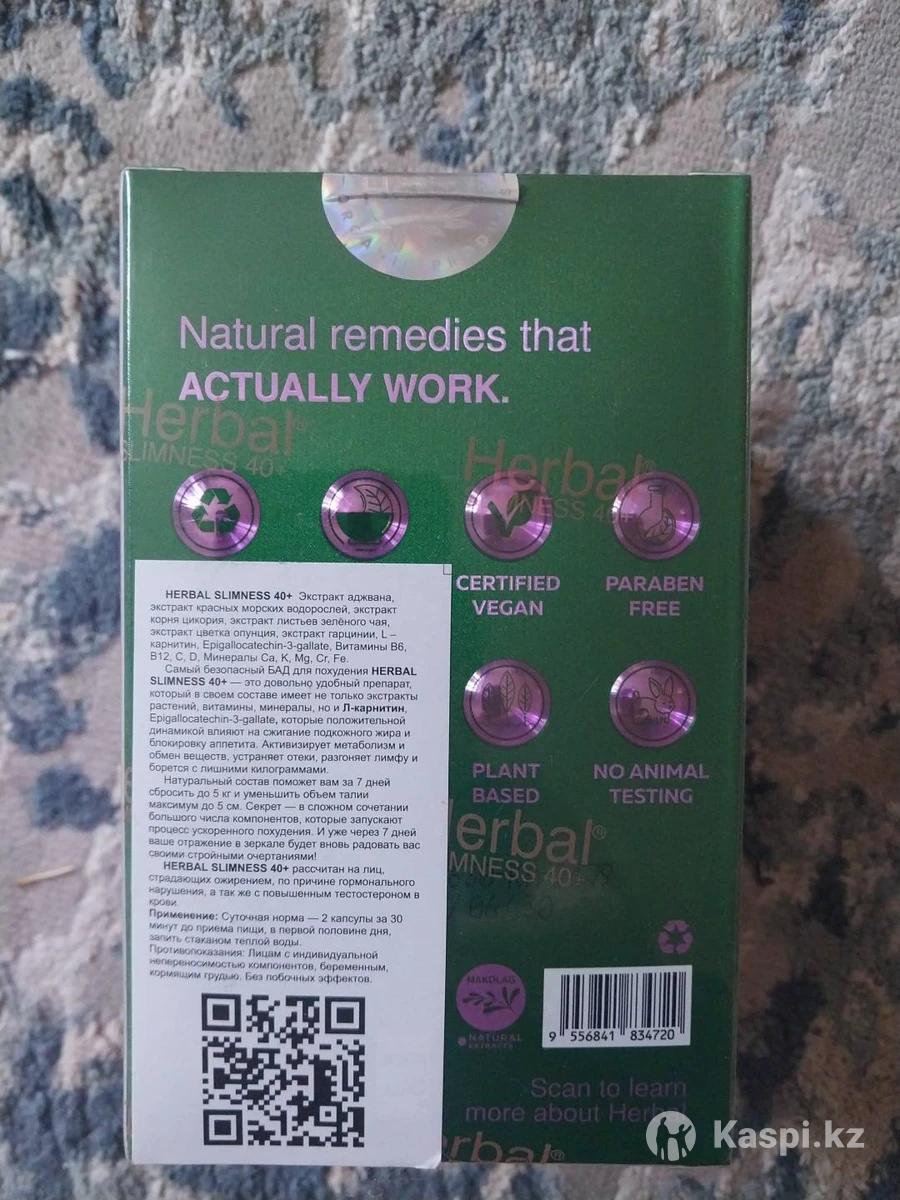 Natural remedies that
ACTUALLY WORK.
Herbal®
SLIMNESS 40+
Herbal®
CERTIFIED
VEGAN
PARABEN
FREE
HERBAL SLIMNESS 40+ Экстракт аджвана,
экстракт красных морских водорослей, экстракт
корня цикория, экстракт листьев зелёного чая,
экстракт цветка опунция, экстракт гарцинии, L –
карнитин, Epigallocatechin-3-gallate, Витамины B6,
B12, C, D, Минералы Ca, K, Mg, Cr, Fe.
Самый безопасный БАД для похудения HERBAL
SLIMNESS 40+ — это довольно удобный препарат,
который в своем составе имеет не только экстракты
растений, витамины, минералы, но и Л-карнитин,
Epigallocatechin-3-gallate, которые положительной
динамикой влияют на сжигание подкожного жира и
блокировку аппетита. Активизирует метаболизм и
обмен веществ, устраняет отеки, разгоняет лимфу и
борется с лишними килограммами.
Натуральный состав поможет вам за 7 дней
сбросить до 5 кг и уменьшить объем талии
максимум до 5 см. Секрет — в сложном сочетании
большого числа компонентов, которые запускают
процесс ускоренного похудения. И уже через 7 дней
ваше отражение в зеркале будет вновь радовать вас
своими стройными очертаниями!
HERBAL SLIMNESS 40+ рассчитан на лиц,
страдающих ожирением, по причине гормонального
нарушения, а так же с повышенным тестостероном в
крови.
Применение: Суточная норма — 2 капсулы за 30
минут до приема пищи, в первой половине дня,
запить стаканом теплой воды.
Противопоказания: Лицам с индивидуальной
непереносимостью компонентов, беременным,
кормящим грудью. Без побочных эффектов.
PLANT
BASED
NO ANIMAL
TESTING
Herbal®
SLIMNESS 40+
MAKOLAG
NATURAL
EXTRACTS
9 556841 834720
Scan to learn
more about Herbal
Herbal®
Kaspi.kz